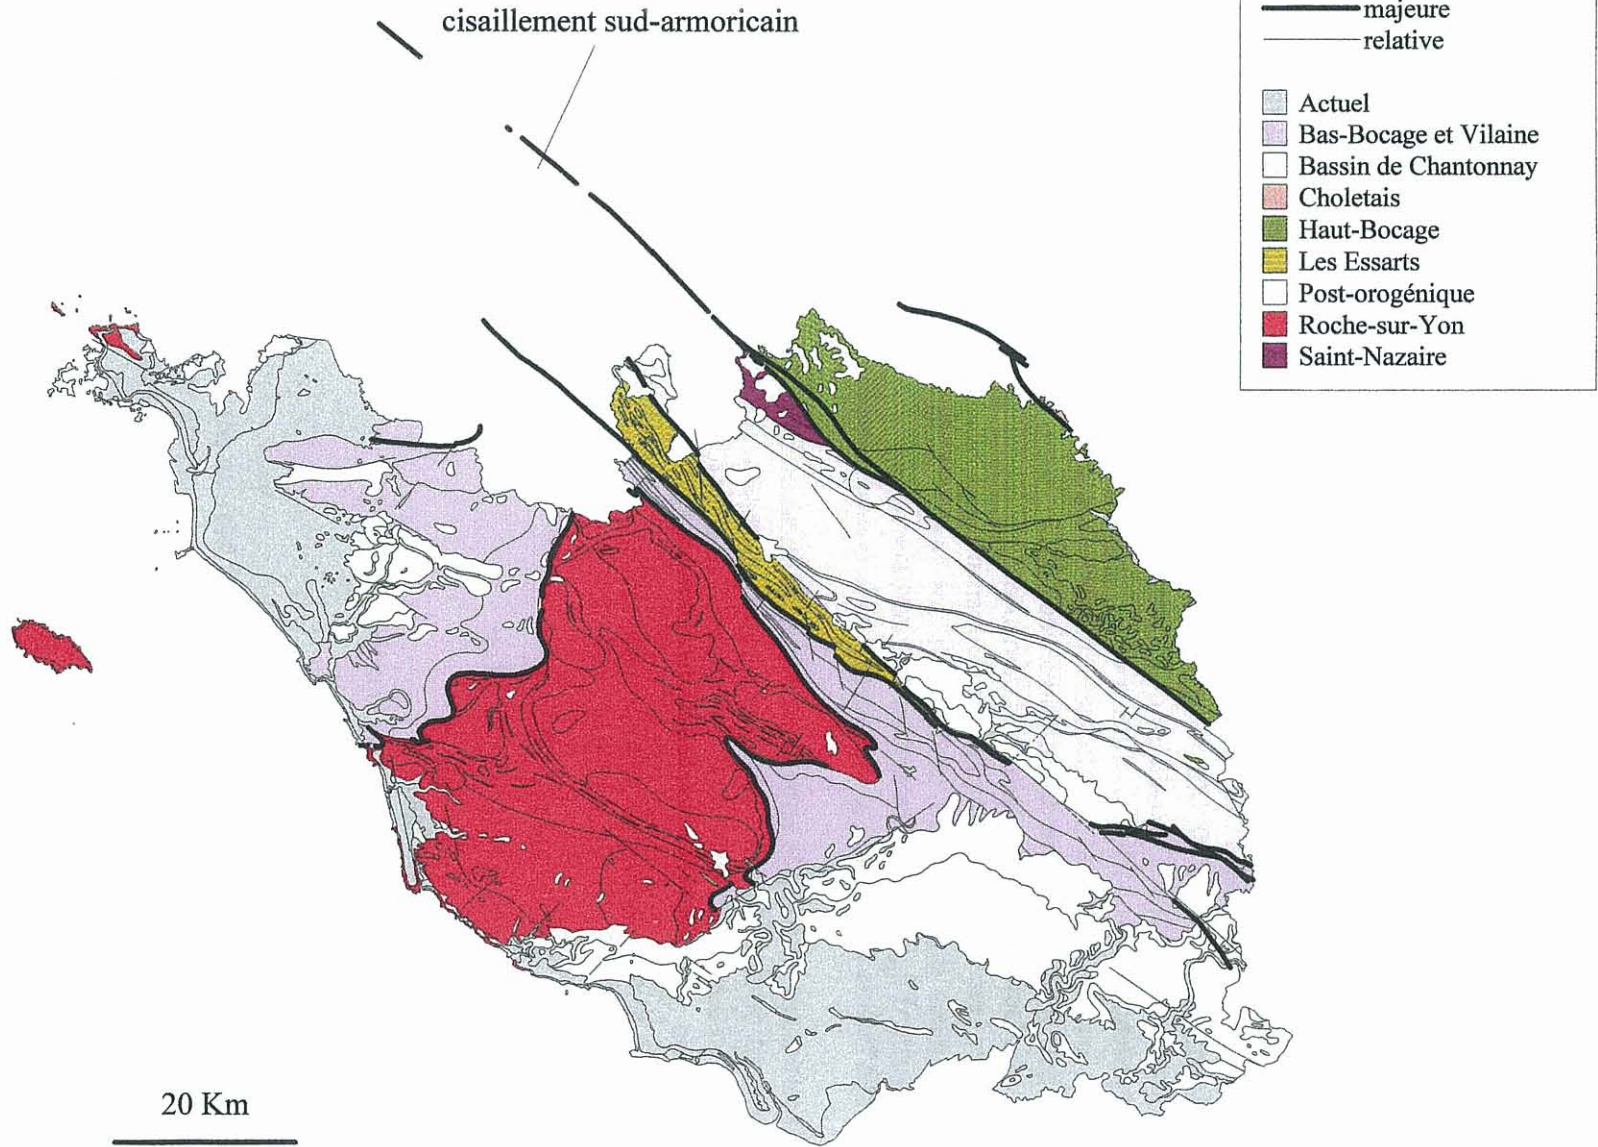 cisaillement sud-armoricain
majeure
relative
Actuel
Bas-Bocage et Vilaine
Bassin de Chantonnay
Choletais
Haut-Bocage
Les Essarts
Post-orogénique
Roche-sur-Yon
Saint-Nazaire
20 Km